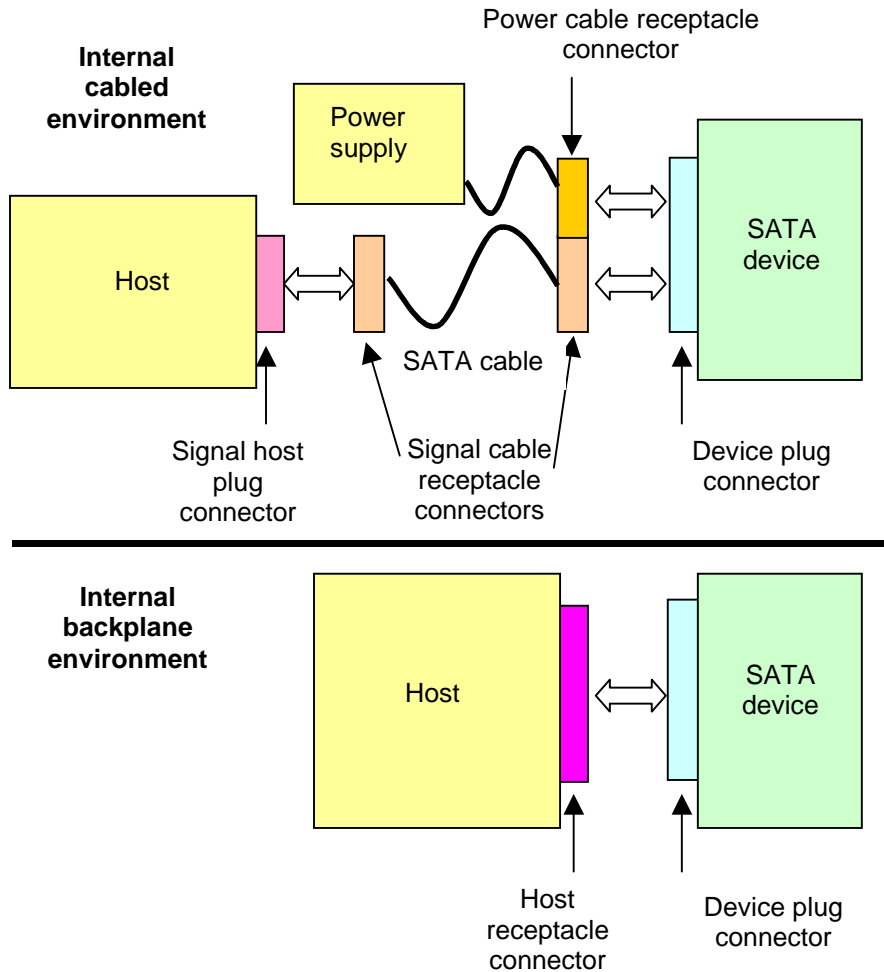 Internal
cabled
environment
Power cable receptacle
connector
Power
supply
Host
SATA
device
SATA cable
Signal host
plug
connector
Signal cable
receptacle
connectors
Device plug
connector
Internal
backplane
environment
Host
SATA
device
Host
receptacle
connector
Device plug
connector